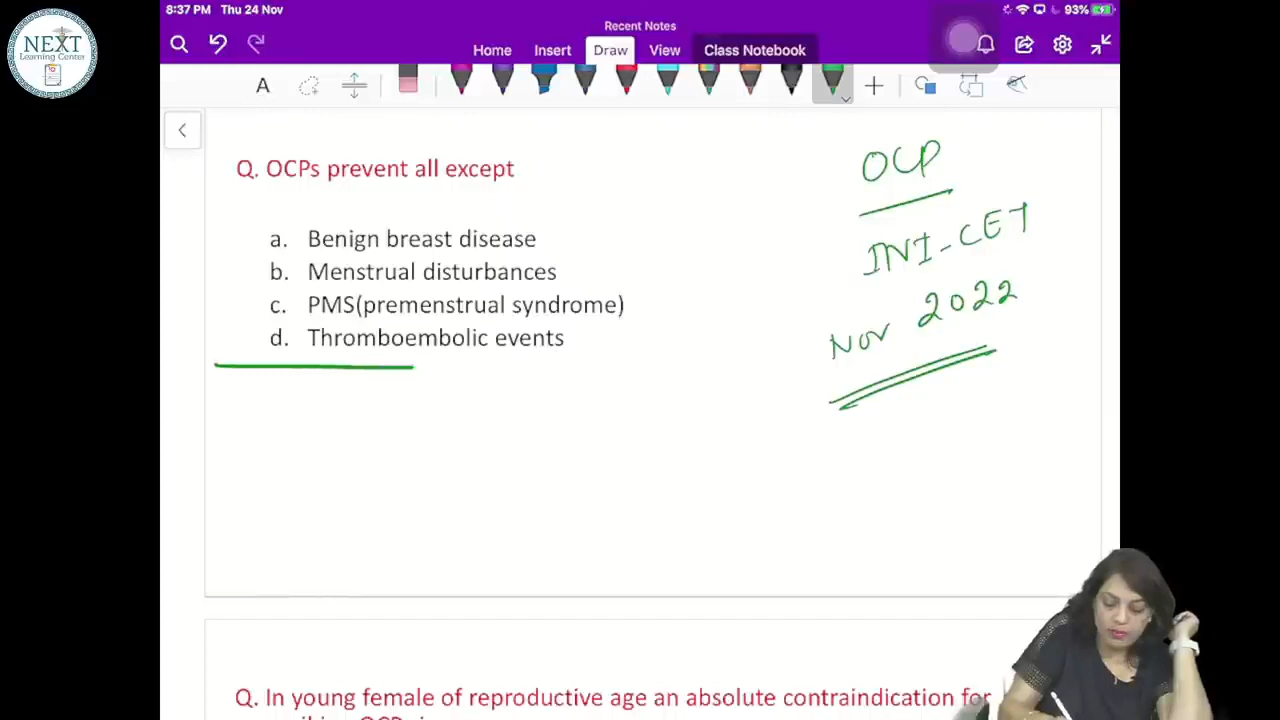 8:37 PM Thu 24 Nov
93%
Recent Notes
Home Insert Draw View Class Notebook
NEXT
Learning Center
A
Q. OCPs prevent all except
a. Benign breast disease
b. Menstrual disturbances
c. PMS(premenstrual syndrome)
d. Thromboembolic events
OCP
INI-CET
Nov 2022
Q. In young female of reproductive age an absolute contraindication for